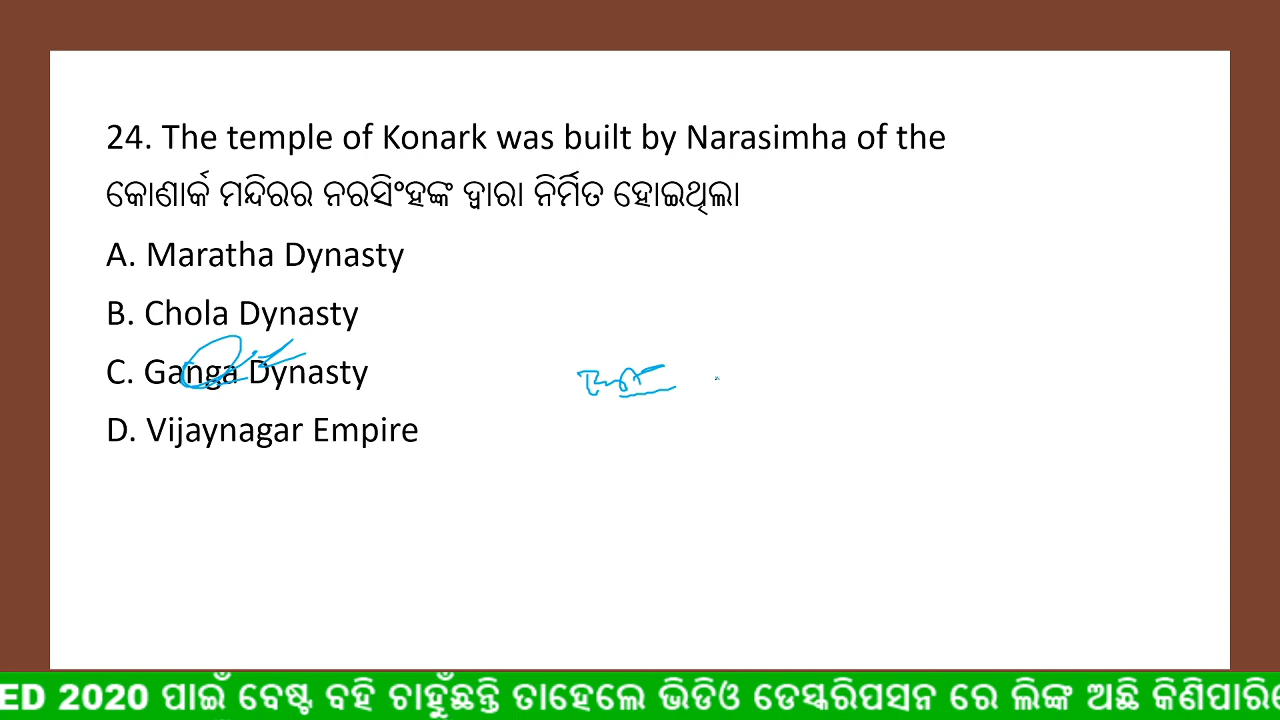 24. The temple of Konark was built by Narasimha of the
କୋଣାର୍କ ମନ୍ଦିରର ନରସିଂହଙ୍କ ଦ୍ୱାରା ନିର୍ମିତ ହୋଇଥିଲା
A. Maratha Dynasty
B. Chola Dynasty
C. Ganga Dynasty
D. Vijaynagar Empire
ED 2020 ପାଇଁ ବେଷ୍ଟ ବହି ଚାହୁଁଛନ୍ତି ତାହେଲେ ଭିଡିଓ ଡେସ୍କରିପସନ ରେ ଲିଙ୍କ ଅଛି